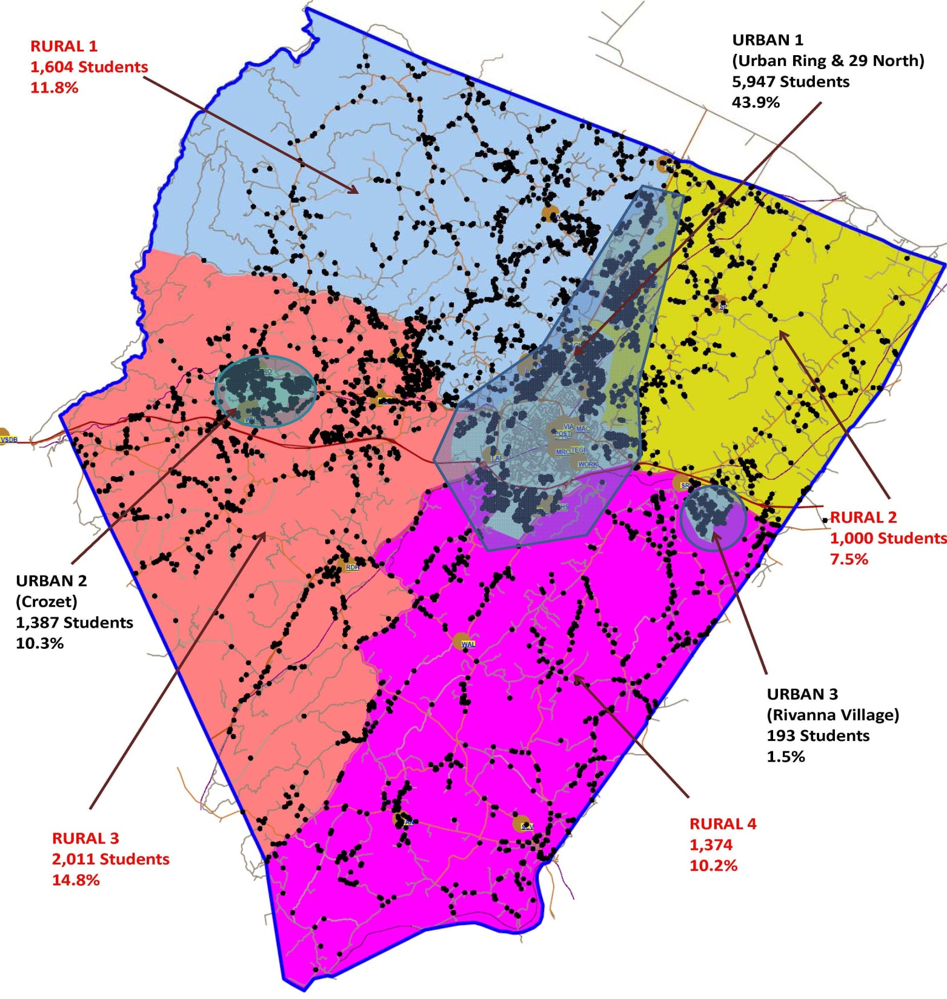 RURAL 1
1,604 Students
11.8%
URBAN 1
(Urban Ring & 29 North)
5,947 Students
43.9%
SP
VSDB
VIA
MAC
POST
MRC
TEGI
LAF
WORK
SR
HS
RURAL 2
1,000 Students
7.5%
RDH
URBAN 2
(Crozet)
1,387 Students
10.3%
WAL
URBAN 3
(Rivanna Village)
193 Students
1.5%
RURAL 3
2,011 Students
14.8%
RURAL 4
1,374
10.2%